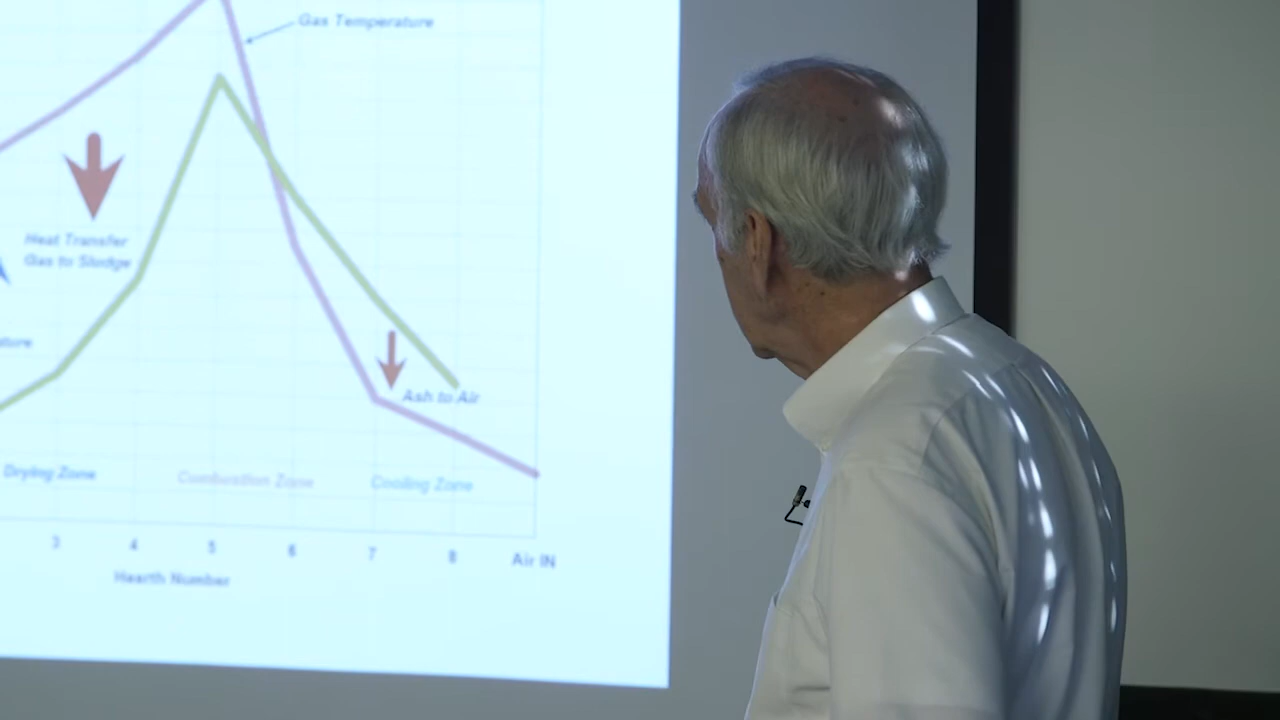 Gas Temperature
Heat Transfer
Gas to Sludge
Ash to Air
Drying Zone
Combustion Zone
Cooling Zone
3 4 5 6 7 8 Air IN
Hearth Number